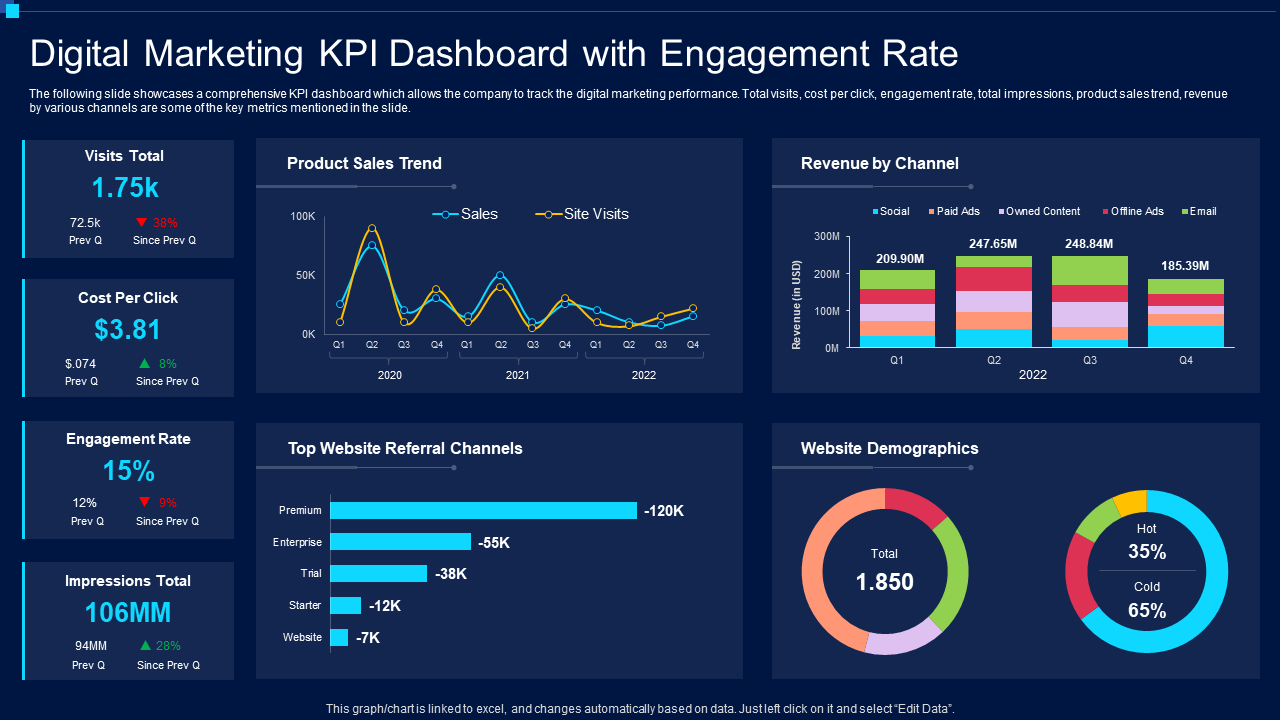 Digital Marketing KPI Dashboard with Engagement Rate
The following slide showcases a comprehensive KPI dashboard which allows the company to track the digital marketing performance. Total visits, cost per click, engagement rate, total impressions, product sales trend, revenue
by various channels are some of the key metrics mentioned in the slide.
Visits Total
1.75k
72.5k 38%
Prev Q Since Prev Q
Cost Per Click
$3.81
$.074 8%
Prev Q Since Prev Q
Engagement Rate
15%
12% 9%
Prev Q Since Prev Q
Impressions Total
106MM
94MM 28%
Prev Q Since Prev Q
Product Sales Trend
Sales Site Visits
100K
50K
0K
Q1 Q2 Q3 Q4 Q1 Q2 Q3 Q4 Q1 Q2 Q3 Q4
2020 2021 2022
Revenue by Channel
Social Paid Ads Owned Content Offline Ads Email
Revenue (in USD)
300M
200M
100M
0M
209.90M 247.65M 248.84M 185.39M
Q1 Q2 Q3 Q4
2022
Top Website Referral Channels
Premium -120K
Enterprise -55K
Trial -38K
Starter -12K
Website -7K
Website Demographics
Total
1.850
Hot
35%
Cold
65%
This graph/chart is linked to excel, and changes automatically based on data. Just left click on it and select “Edit Data”.